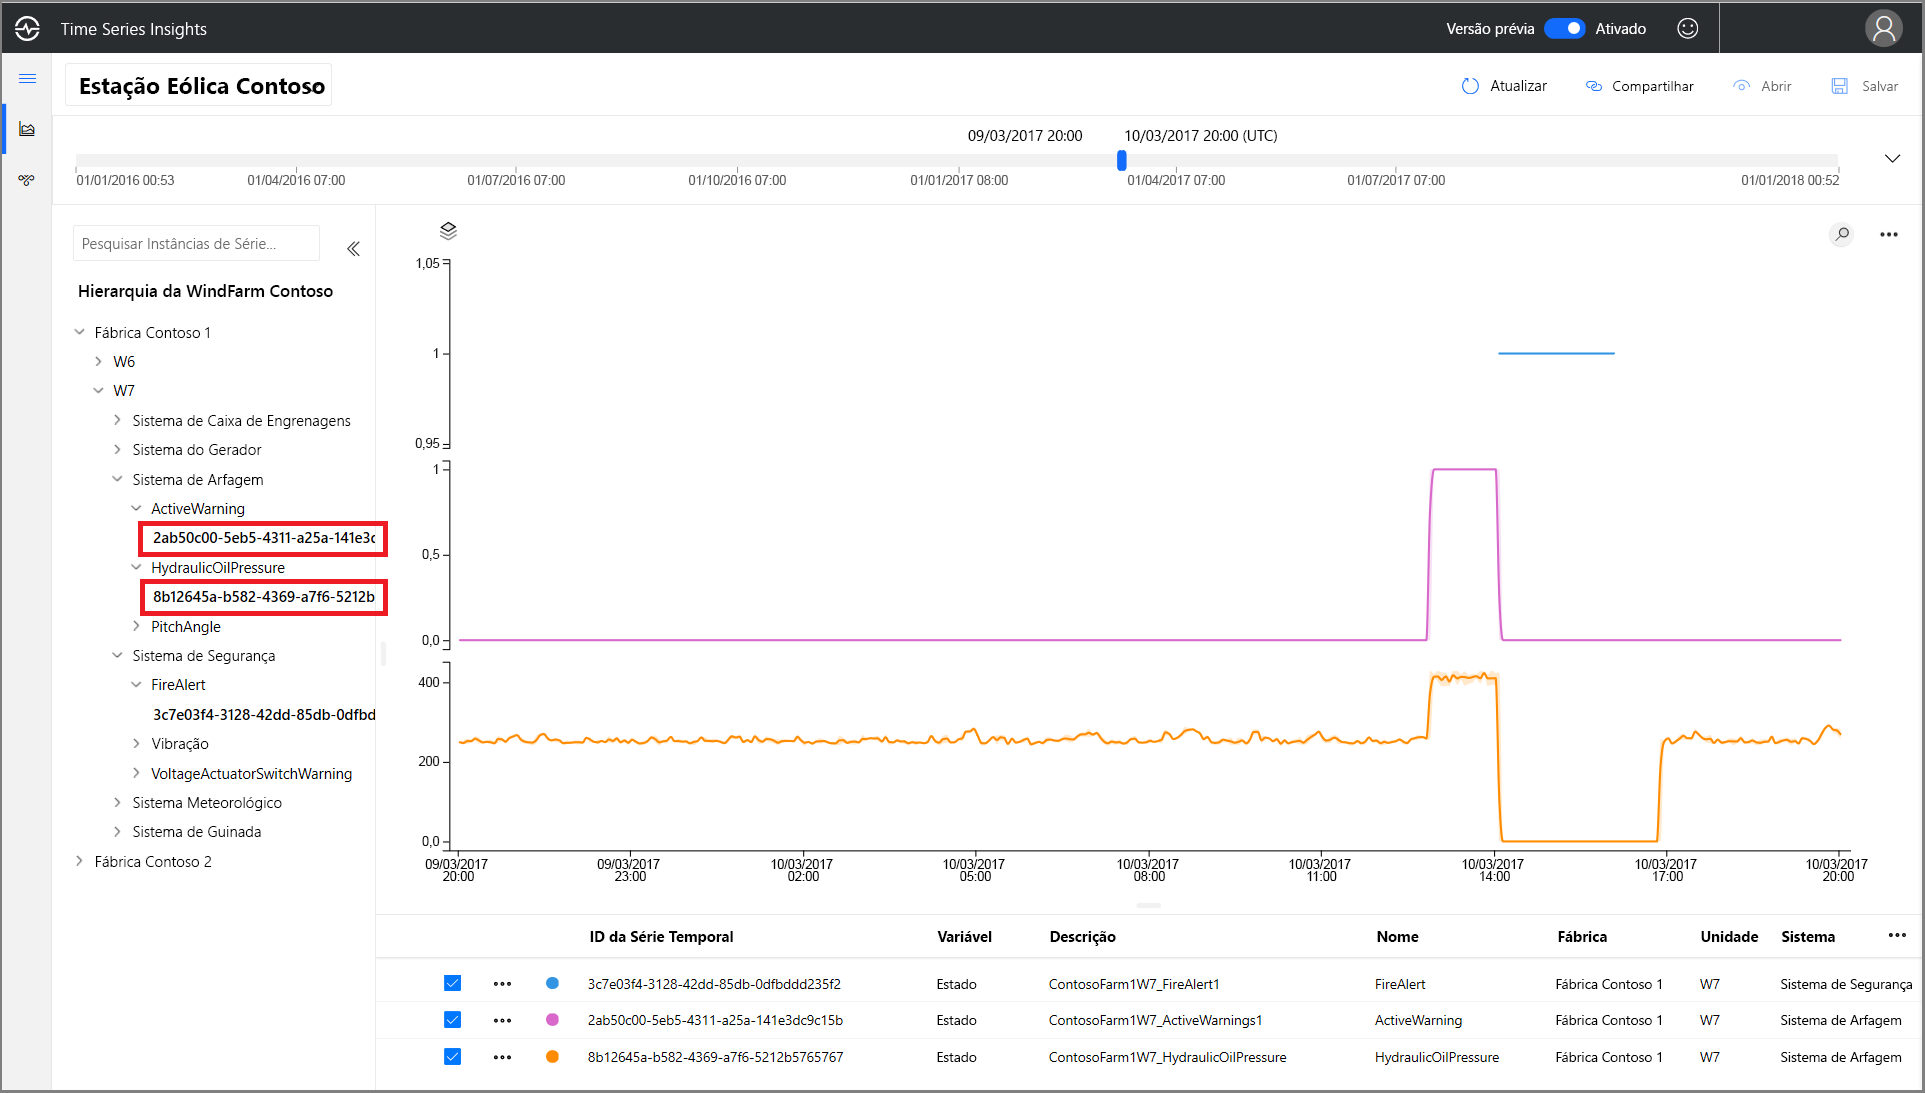 Time Series Insights
Versão prévia
Ativado
Estação Eólica Contoso
Atualizar
Compartilhar
Abrir
Salvar
09/03/2017 20:00
10/03/2017 20:00 (UTC)
01/01/2016 00:53
01/04/2016 07:00
01/07/2016 07:00
01/10/2016 07:00
01/01/2017 08:00
01/04/2017 07:00
01/07/2017 07:00
01/01/2018 00:52
Pesquisar Instâncias de Série...
Hierarquia da WindFarm Contoso
Fábrica Contoso 1
W6
W7
Sistema de Caixa de Engrenagens
Sistema do Gerador
Sistema de Arfagem
ActiveWarning
2ab50c00-5eb5-4311-a25a-141e3c
HydraulicOilPressure
8b12645a-b582-4369-a7f6-5212b
PitchAngle
Sistema de Segurança
FireAlert
3c7e03f4-3128-42dd-85db-0dfbd
Vibração
VoltageActuatorSwitchWarning
Sistema Meteorológico
Sistema de Guinada
Fábrica Contoso 2
1,05
1
0,95
1
0,5
0,0
400
200
0,0
09/03/2017
20:00
09/03/2017
23:00
10/03/2017
02:00
10/03/2017
05:00
10/03/2017
08:00
10/03/2017
11:00
10/03/2017
14:00
10/03/2017
17:00
10/03/2017
20:00
ID da Série Temporal Variável Descrição Nome Fábrica Unidade Sistema
3c7e03f4-3128-42dd-85db-0dfbddd235f2 Estado ContosoFarm1W7_FireAlert1 FireAlert Fábrica Contoso 1 W7 Sistema de Segurança
2ab50c00-5eb5-4311-a25a-141e3dc9c15b Estado ContosoFarm1W7_ActiveWarnings1 ActiveWarning Fábrica Contoso 1 W7 Sistema de Arfagem
8b12645a-b582-4369-a7f6-5212b5765767 Estado ContosoFarm1W7_HydraulicOilPressure HydraulicOilPressure Fábrica Contoso 1 W7 Sistema de Arfagem